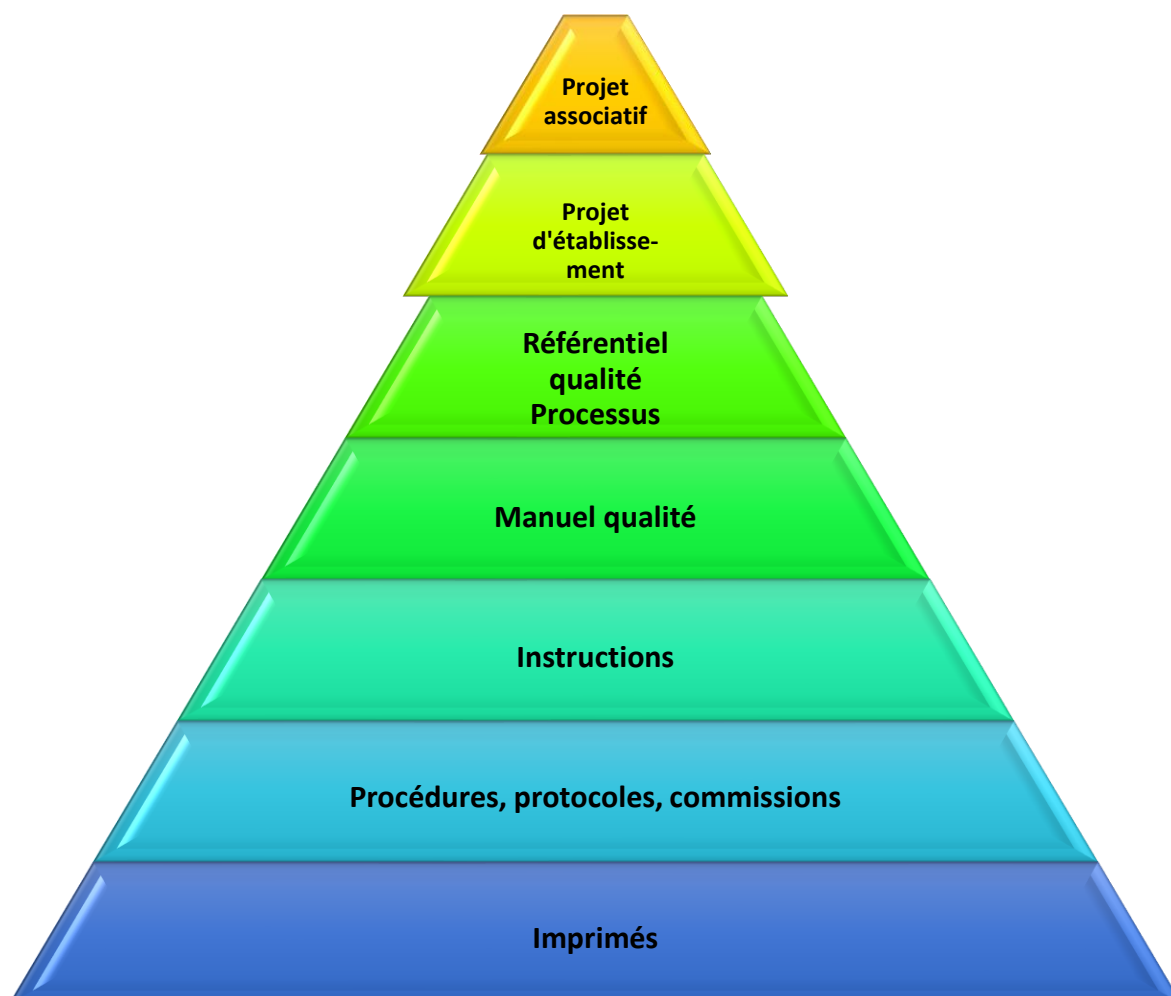 Projet
associatif
Projet
d'établisse-
ment
Référentiel
qualité
Processus
Manuel qualité
Instructions
Procédures, protocoles, commissions
Imprimés